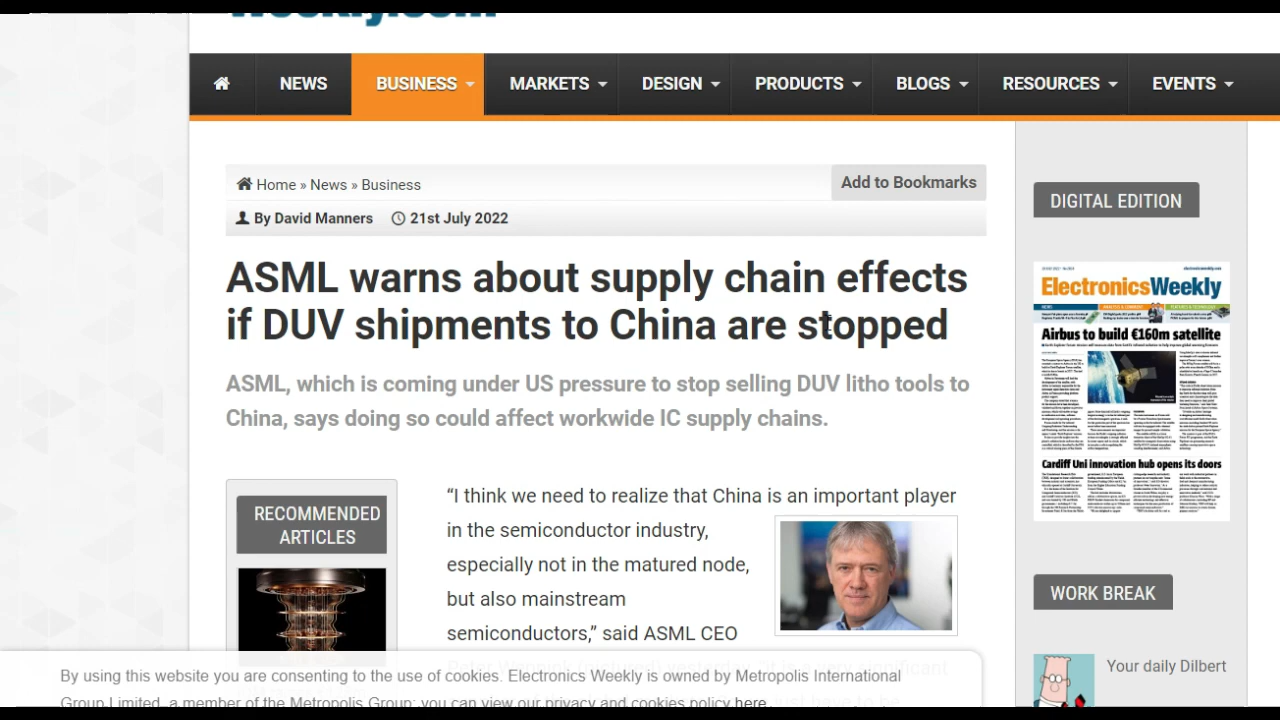 Weekly.com
NEWS BUSINESS MARKETS DESIGN PRODUCTS BLOGS RESOURCES EVENTS
Home » News » Business
Add to Bookmarks
By David Manners 21st July 2022
ASML warns about supply chain effects
if DUV shipments to China are stopped
ASML, which is coming under US pressure to stop selling DUV litho tools to
China, says doing so could effect workwide IC supply chains.
RECOMMENDED
ARTICLES
“I think we need to realize that China is an important player
in the semiconductor industry,
especially not in the matured node,
but also mainstream
semiconductors,” said ASML CEO
By using this website you are consenting to the use of cookies. Electronics Weekly is owned by Metropolis International
Group Limited, a member of the Metropolis Group; you can view our privacy and cookies policy here.
DIGITAL EDITION
ElectronicsWeekly
Airbus to build €160m satellite
Cardiff Uni innovation hub opens its doors
WORK BREAK
Your daily Dilbert